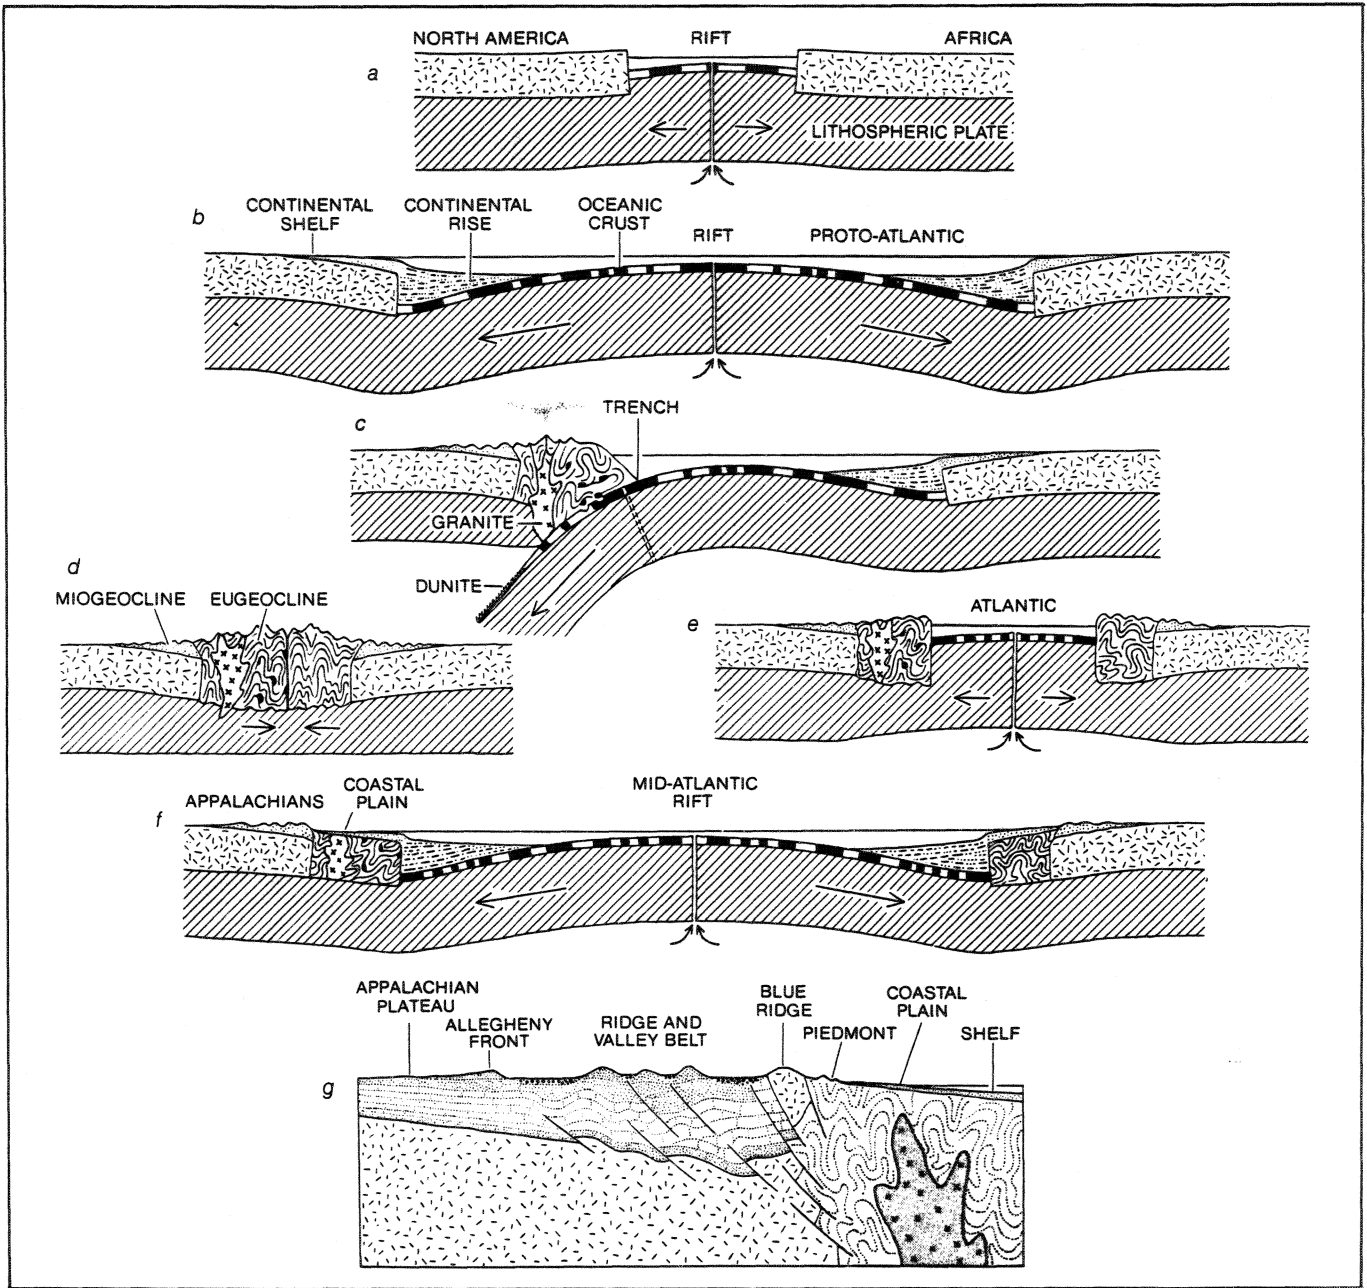 NORTH AMERICA
RIFT
AFRICA
a
LITHOSPHERIC PLATE
b
CONTINENTAL
SHELF
CONTINENTAL
RISE
OCEANIC
CRUST
RIFT
PROTO-ATLANTIC
c
TRENCH
GRANITE
DUNITE
d
MIOGEOCLINE
EUGEOCLINE
e
ATLANTIC
f
APPALACHIANS
COASTAL
PLAIN
MID-ATLANTIC
RIFT
g
APPALACHIAN
PLATEAU
ALLEGHENY
FRONT
RIDGE AND
VALLEY BELT
BLUE
RIDGE
PIEDMONT
COASTAL
PLAIN
SHELF